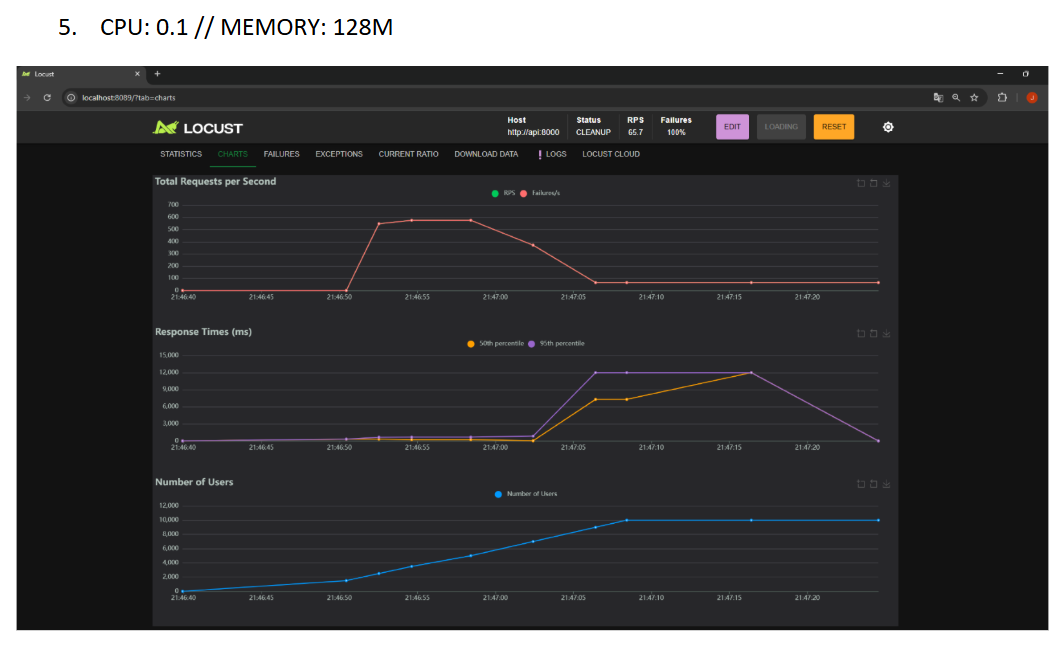 5. CPU: 0.1 // MEMORY: 128M
Locust
localhost:8089/?tab=charts
J
LOCUST
Host
http://api:8000
Status
CLEANUP
RPS
65.7
Failures
100%
EDIT
LOADING
RESET
STATISTICS CHARTS FAILURES EXCEPTIONS CURRENT RATIO DOWNLOAD DATA ! LOGS LOCUST CLOUD
Total Requests per Second
RPS Failures/s
700
600
500
400
300
200
100
0
21:46:40 21:46:45 21:46:50 21:46:55 21:47:00 21:47:05 21:47:10 21:47:15 21:47:20
Response Times (ms)
50th percentile 95th percentile
15,000
12,000
9,000
6,000
3,000
0
21:46:40 21:46:45 21:46:50 21:46:55 21:47:00 21:47:05 21:47:10 21:47:15 21:47:20
Number of Users
Number of Users
12,000
10,000
8,000
6,000
4,000
2,000
0
21:46:40 21:46:45 21:46:50 21:46:55 21:47:00 21:47:05 21:47:10 21:47:15 21:47:20